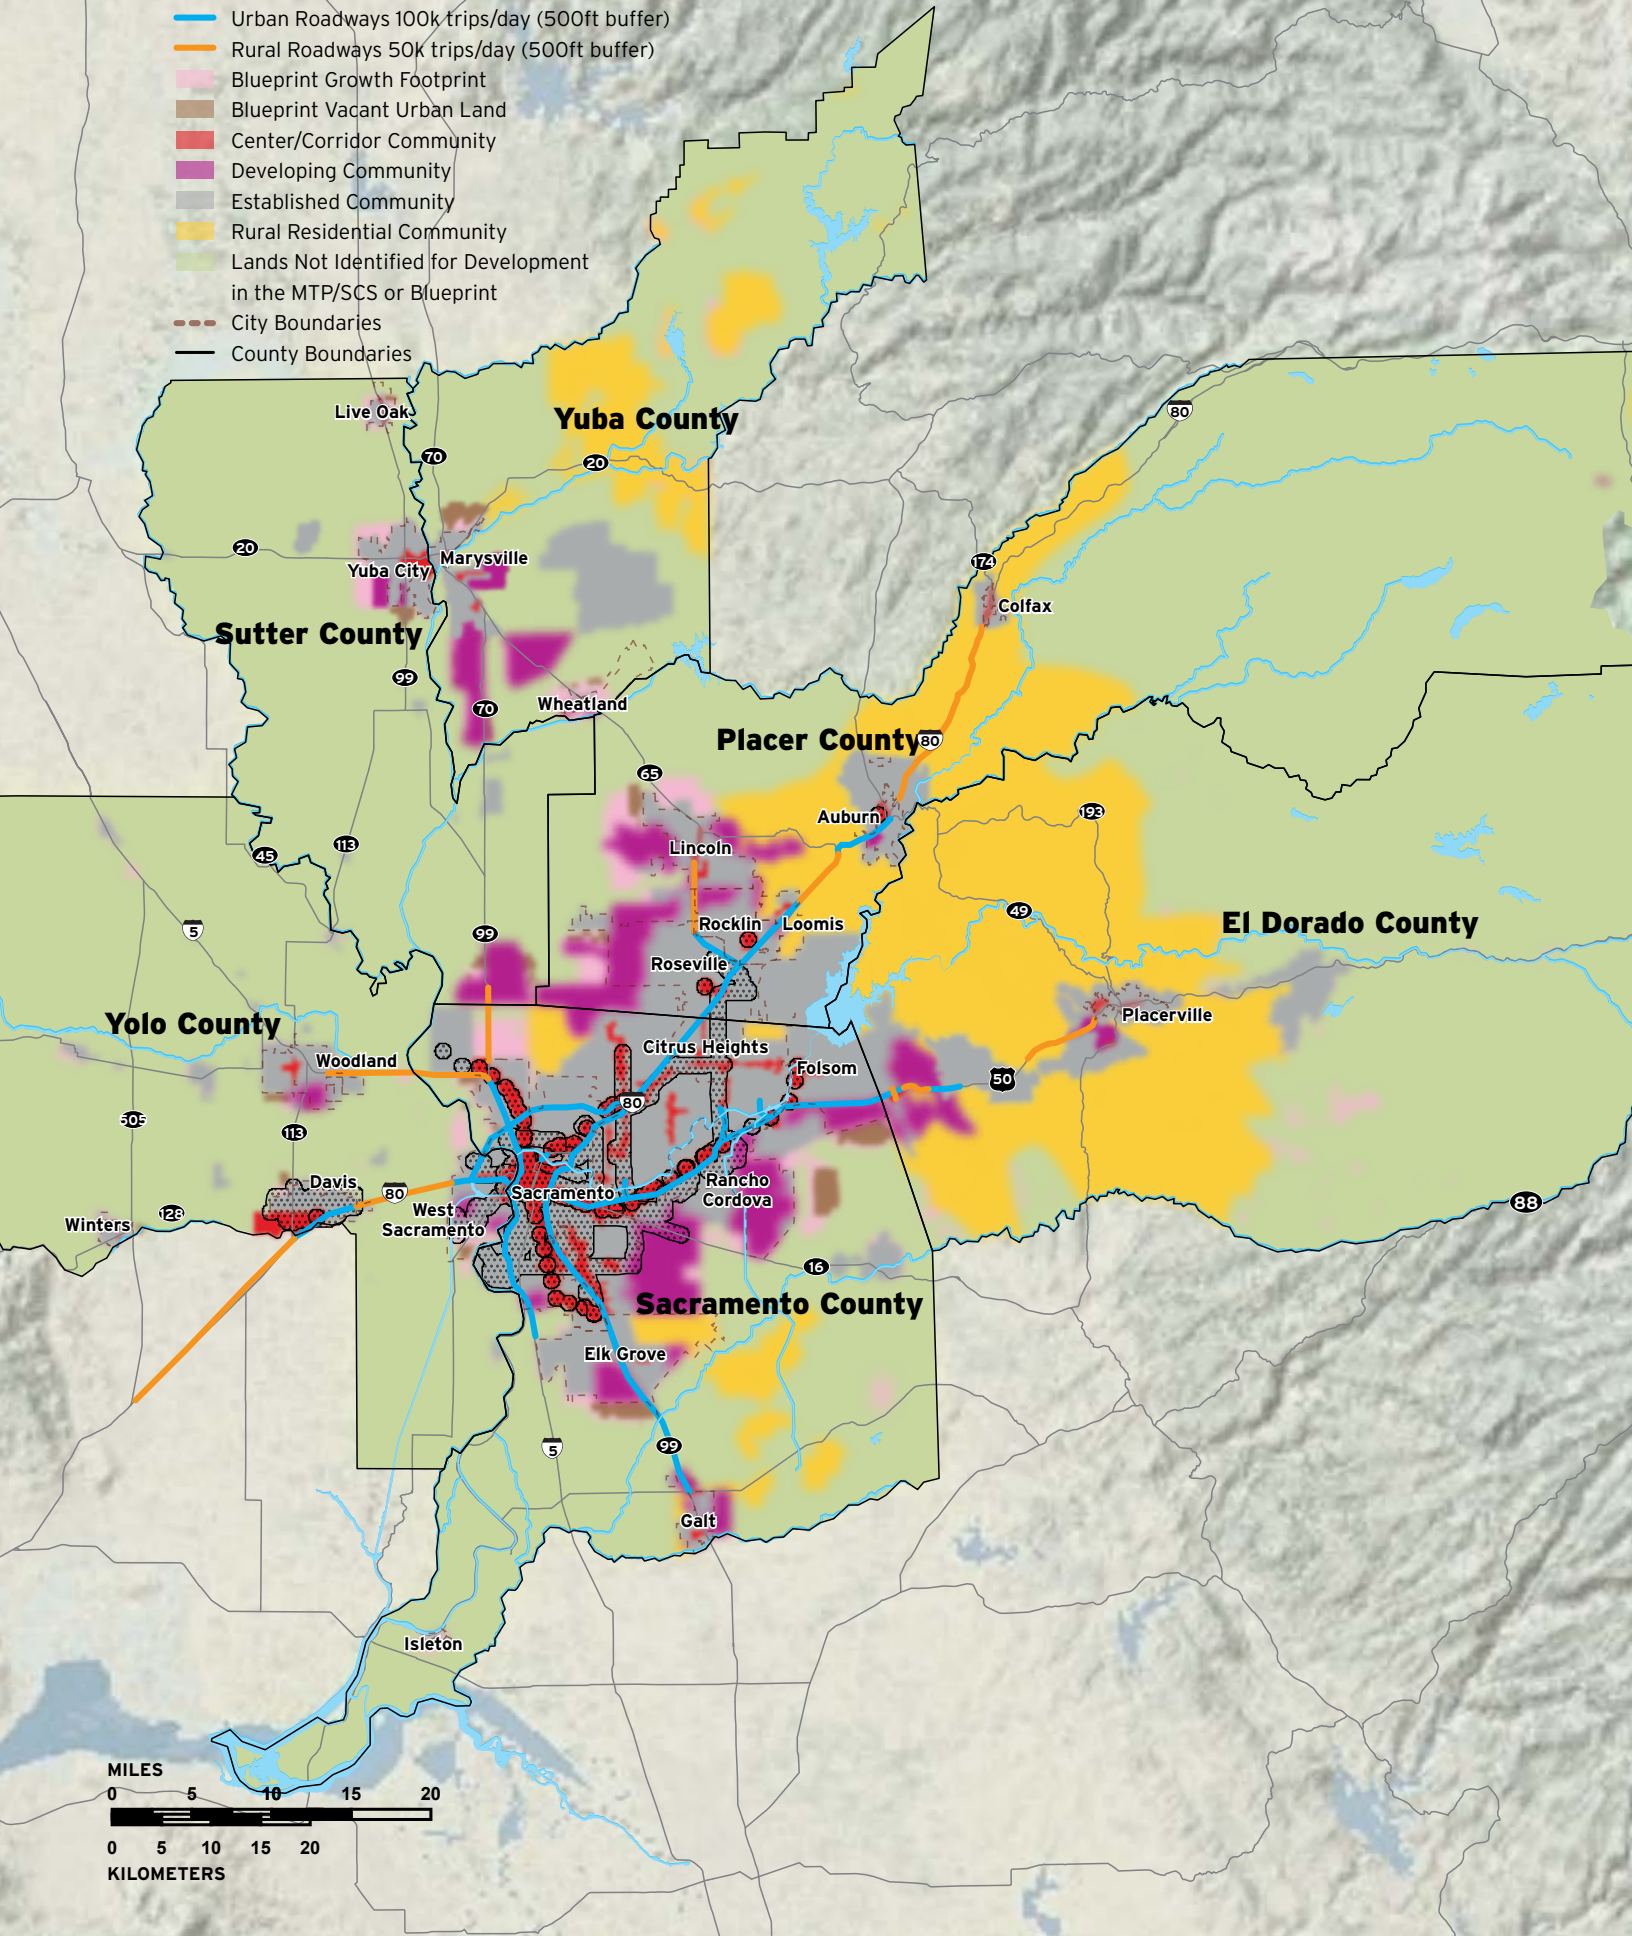 Urban Roadways 100k trips/day (500ft buffer)
Rural Roadways 50k trips/day (500ft buffer)
Blueprint Growth Footprint
Blueprint Vacant Urban Land
Center/Corridor Community
Developing Community
Established Community
Rural Residential Community
Lands Not Identified for Development
in the MTP/SCS or Blueprint
City Boundaries
County Boundaries
Live Oak
80
Yuba County
70
20
20
Marysville
Yuba City
174
Colfax
Sutter County
99
Wheatland
70
Placer County
80
65
193
Auburn
113
Lincoln
45
49
El Dorado County
Rocklin
Loomis
5
99
Roseville
Placerville
Yolo County
Citrus Heights
Woodland
Folsom
50
80
505
113
Rancho
Cordova
Davis
80
Sacramento
88
128
West
Sacramento
Winters
16
Sacramento County
Elk Grove
5
99
Galt
Isleton
MILES
0 5 10 15 20
0 5 10 15 20
KILOMETERS